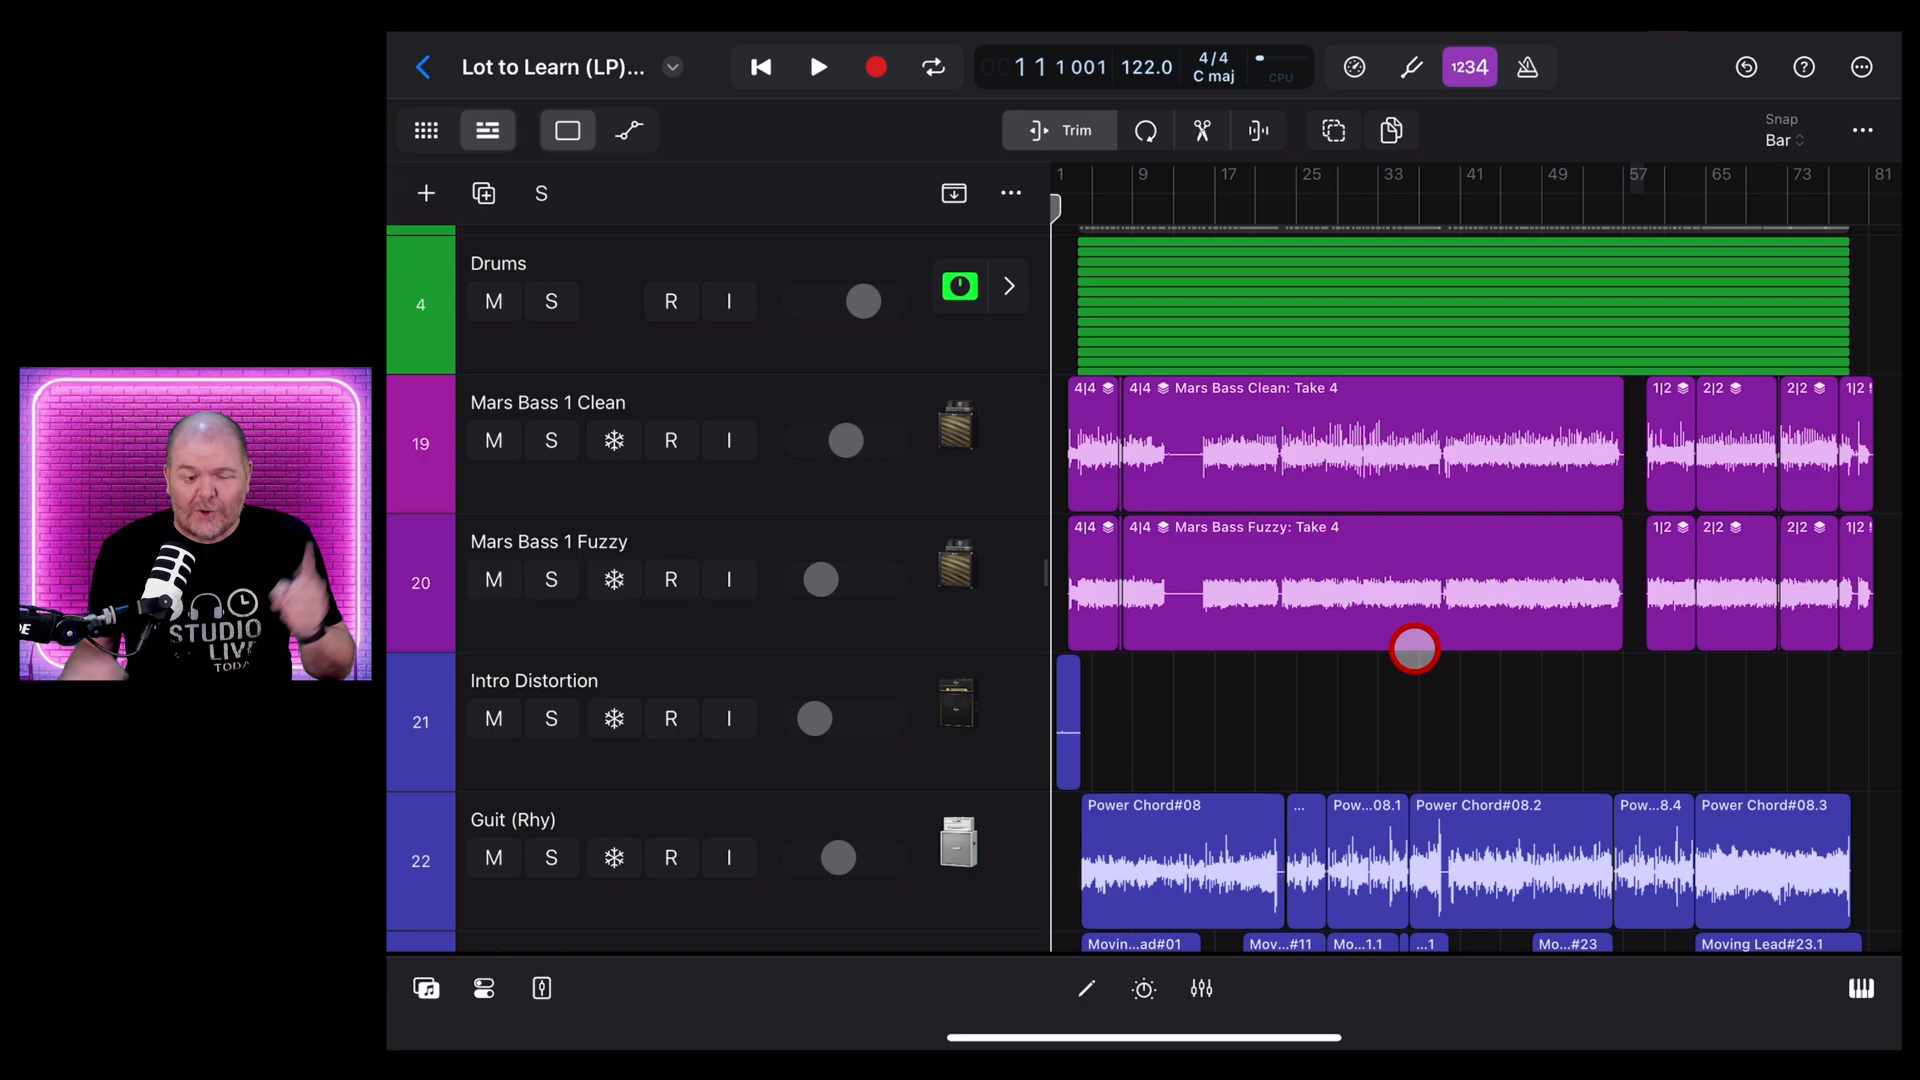 Lot to Learn (LP)...
11 1 001
122.0
4/4
C maj
CPU
1234
Trim
Snap
Bar
S
1 9 17 25 33 41 49 57 65 73 81
4
Drums
M S R I
19
Mars Bass 1 Clean
M S R I
4|4
4|4 Mars Bass Clean: Take 4
1|2
2|2
2|2
1|2
20
Mars Bass 1 Fuzzy
M S R I
4|4
4|4 Mars Bass Fuzzy: Take 4
1|2
2|2
2|2
1|2
21
Intro Distortion
M S R I
22
Guit (Rhy)
M S R I
Power Chord#08
...
Pow...08.1
Power Chord#08.2
Pow...8.4
Power Chord#08.3
Movin...ad#01
Mov...#11
Mo...1.1
...1
Mo...#23
Moving Lead#23.1
DE
STUDIO
LIVE
TODA